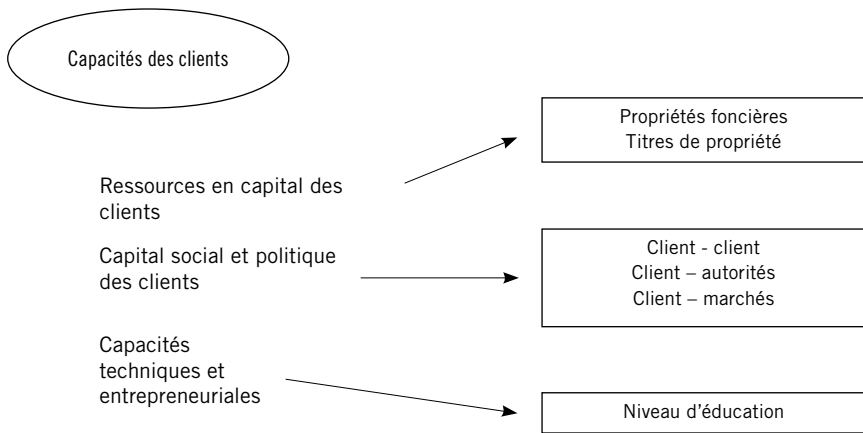 Capacités des clients
Propriétés foncières
Titres de propriété
Ressources en capital des
clients
Capital social et politique
des clients
Client - client
Client – autorités
Client – marchés
Capacités
techniques et
entrepreneuriales
Niveau d'éducation